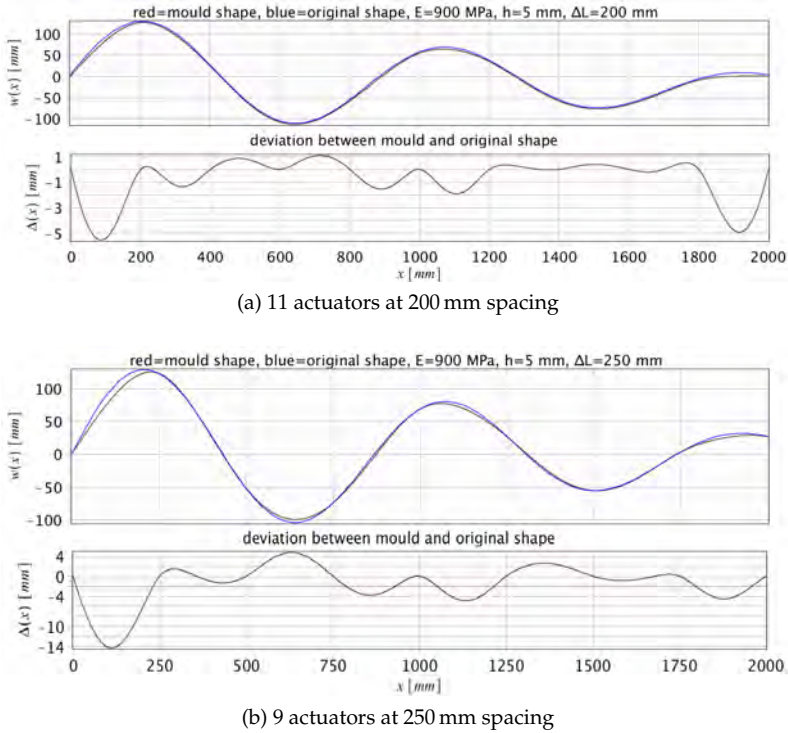 red=mould shape, blue=original shape, E=900 MPa, h=5 mm, ΔL=200 mm
100
50
0
-50
-100
w(x) [mm]
deviation between mould and original shape
1
-1
-3
-5
Δ(x) [mm]
0 200 400 600 800 1000 1200 1400 1600 1800 2000
x [mm]
(a) 11 actuators at 200 mm spacing
red=mould shape, blue=original shape, E=900 MPa, h=5 mm, ΔL=250 mm
100
50
0
-50
-100
w(x) [mm]
deviation between mould and original shape
4
0
-4
-10
-14
Δ(x) [mm]
0 250 500 750 1000 1250 1500 1750 2000
x [mm]
(b) 9 actuators at 250 mm spacing